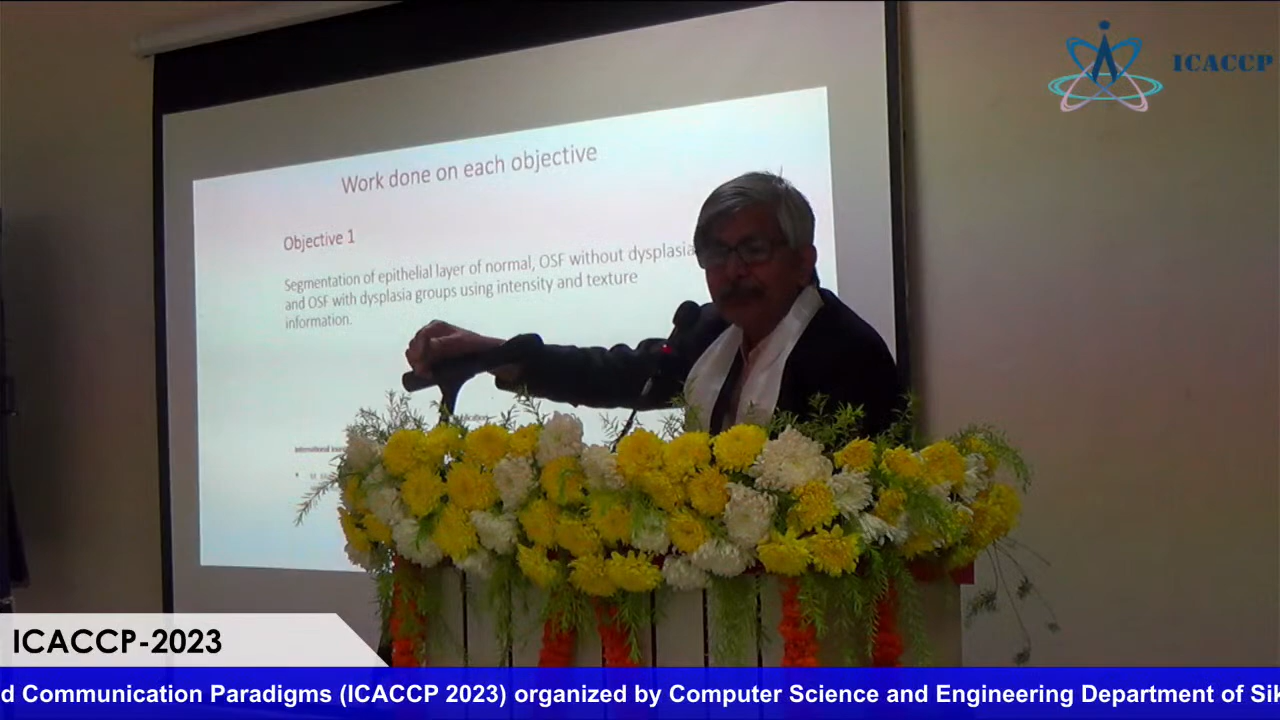 ICACCP
Work done on each objective
Objective 1
Segmentation of epithelial layer of normal, OSF without dysplasia
and OSF with dysplasia groups using intensity and texture
information.
International
ICACCP-2023
d Communication Paradigms (ICACCP 2023) organized by Computer Science and Engineering Department of Sik